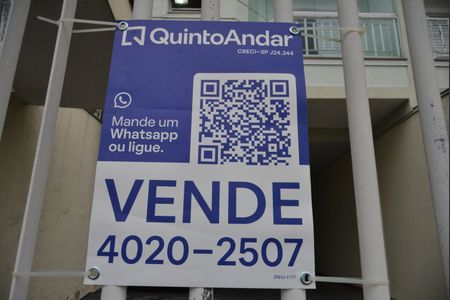 QuintoAndar
CRECI-SP J24.344
Mande um
Whatsapp
ou ligue.
VENDE
4020-2507